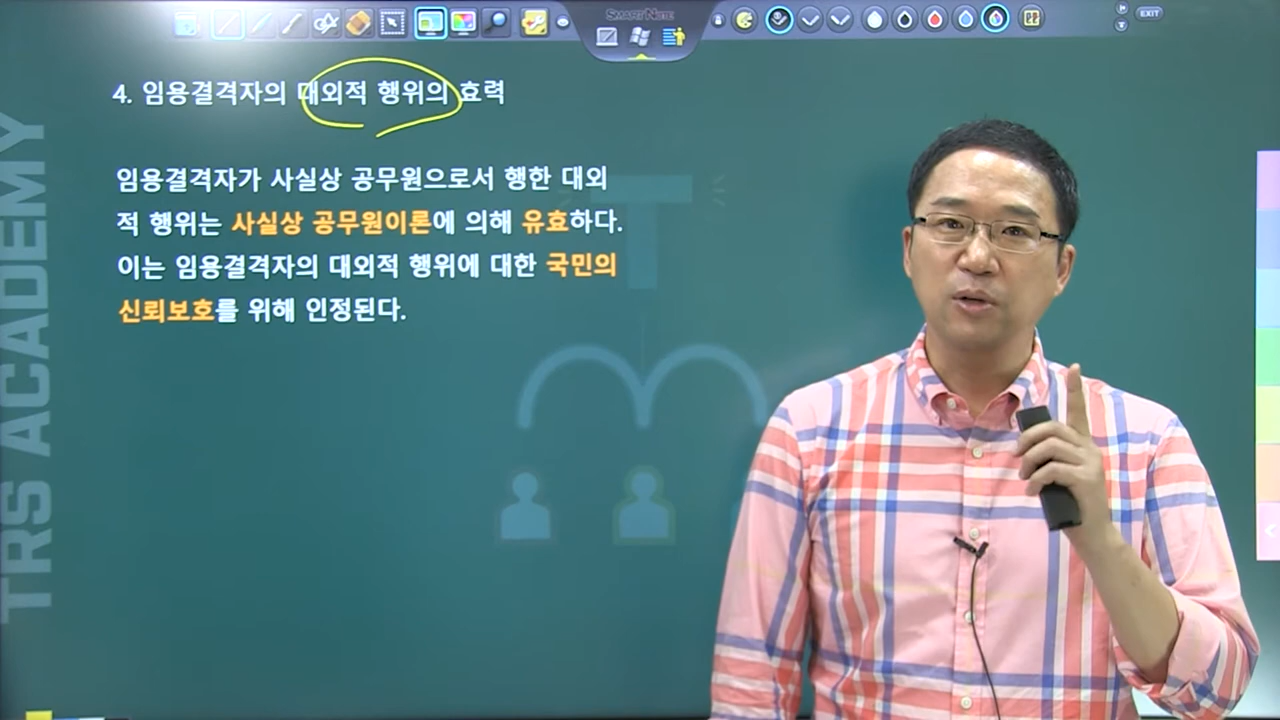 SMARTNOTE
EXIT
4. 임용결격자의 대외적 행위의 효력
임용결격자가 사실상 공무원으로서 행한 대외
적 행위는 사실상 공무원이론에 의해 유효하다.
이는 임용결격자의 대외적 행위에 대한 국민의
신뢰보호를 위해 인정된다.
TRS ACADEMY